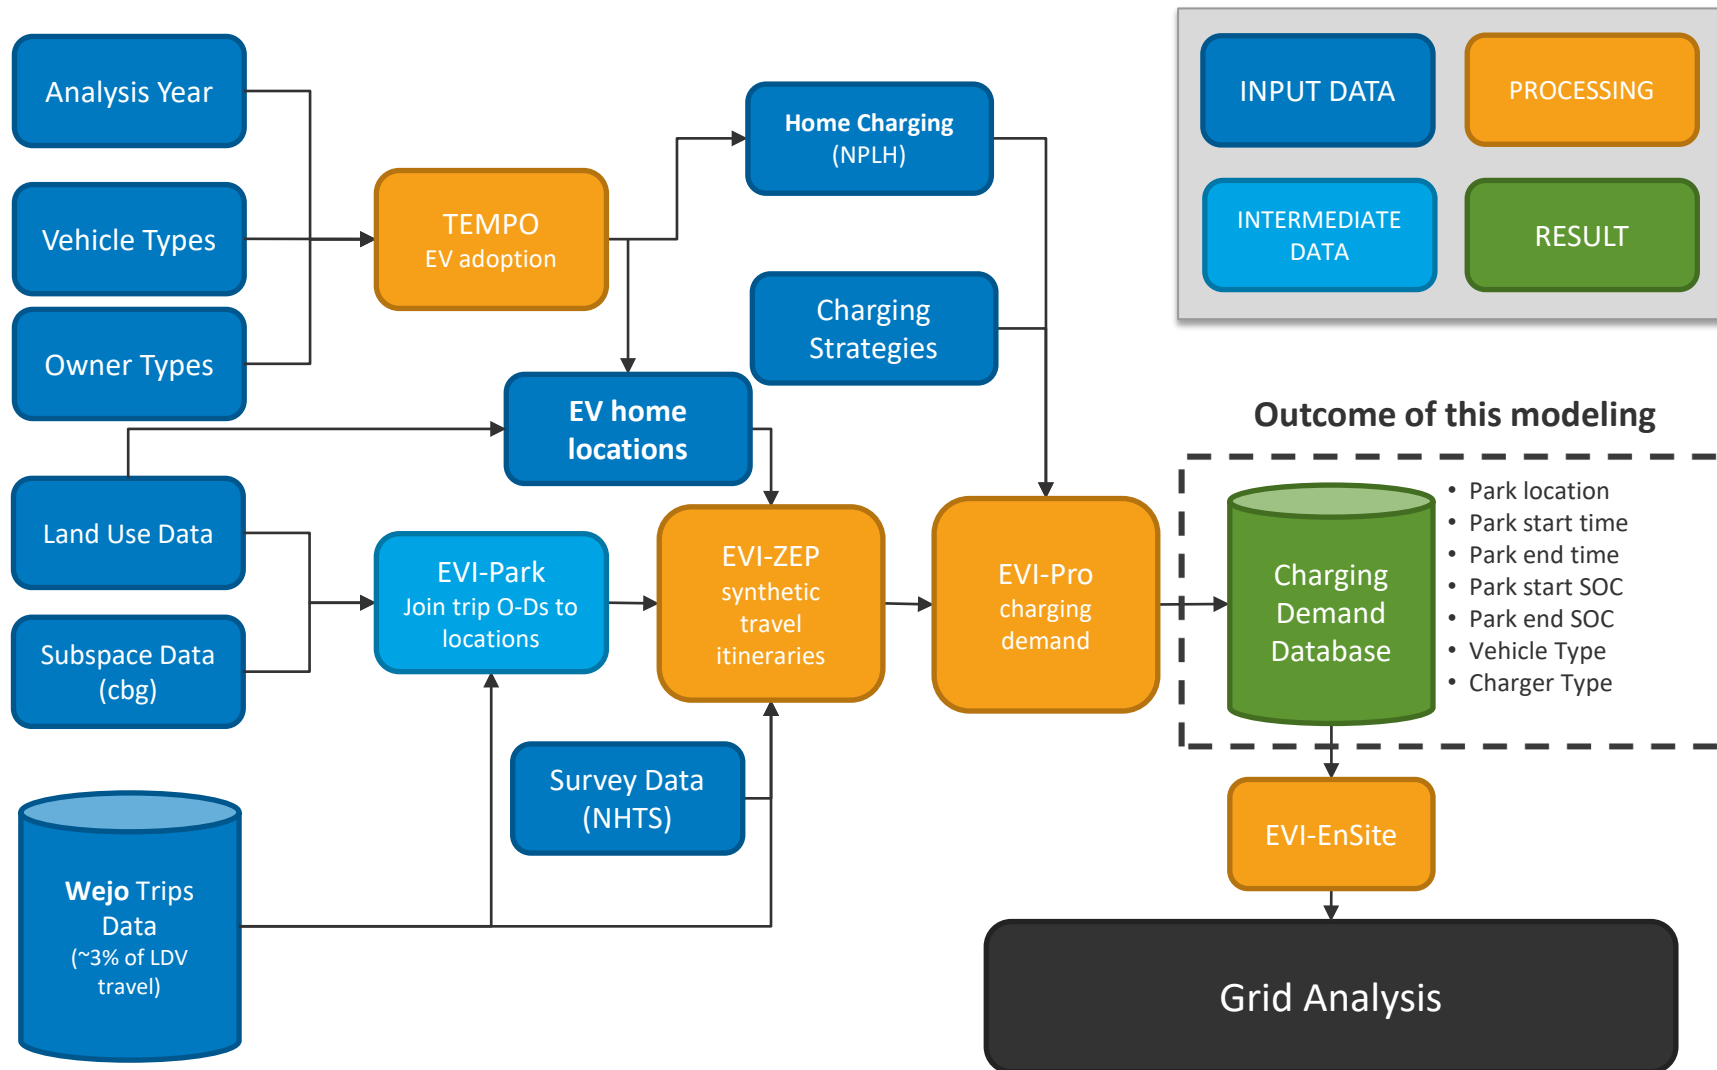 Analysis Year
Vehicle Types
Owner Types
TEMPO
EV adoption
Home Charging
(NPLH)
Charging
Strategies
INPUT DATA
PROCESSING
INTERMEDIATE
DATA
RESULT
EV home
locations
Land Use Data
Subspace Data
(cbg)
EVI-Park
Join trip O-Ds to
locations
EVI-ZEP
synthetic
travel
itineraries
EVI-Pro
charging
demand
Outcome of this modeling
Charging
Demand
Database
• Park location
• Park start time
• Park end time
• Park start SOC
• Park end SOC
• Vehicle Type
• Charger Type
Survey Data
(NHTS)
Wejo Trips
Data
(~3% of LDV
travel)
EVI-EnSite
Grid Analysis